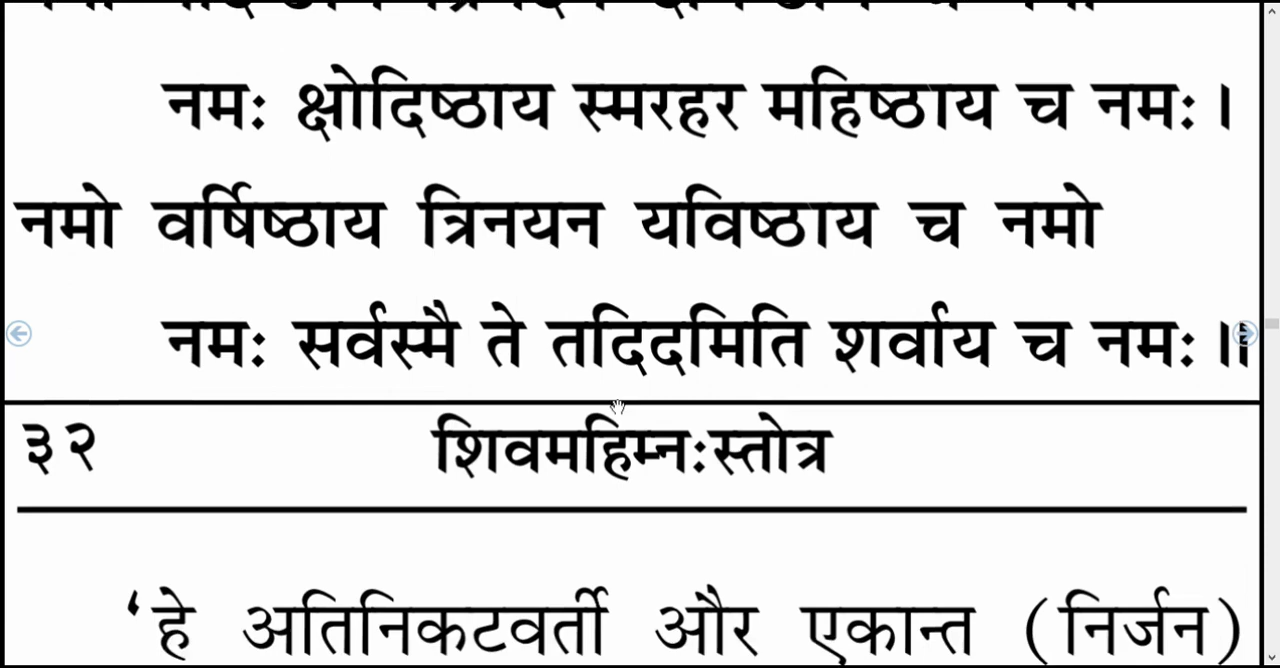 नमः क्षोदिष्ठाय स्मरहर महिष्ठाय च नमः ।
नमो वर्षिष्ठाय त्रिनयन यविष्ठाय च नमो
नमः सर्वस्मै ते तदिदमिति शर्वाय च नमः ॥
३२ शिवमहिम्नःस्तोत्र
‘हे अतिनिकटवर्ती और एकान्त (निर्जन)